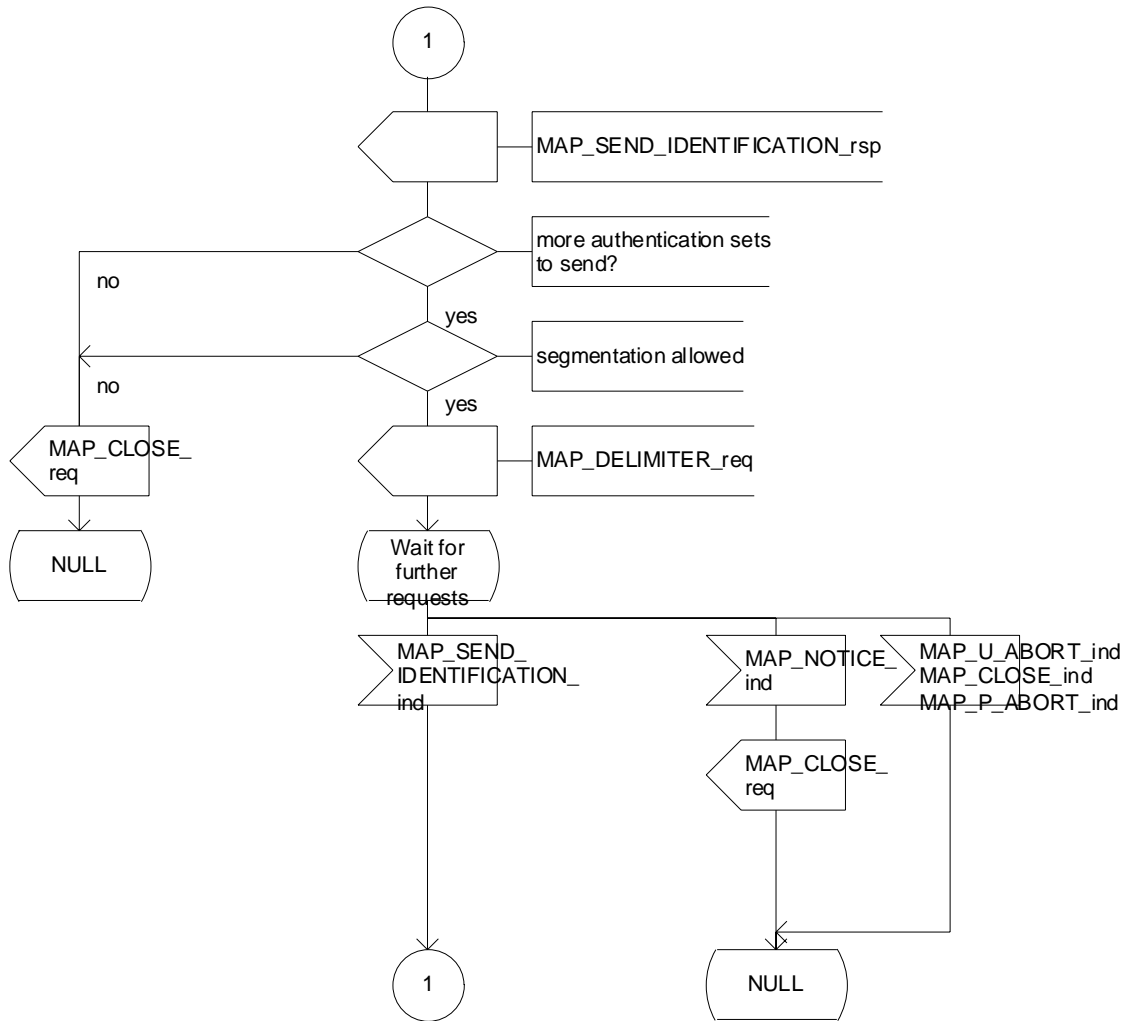 1
MAP_SEND_IDENTIFICATION_rsp
more authentication sets
to send?
no
yes
segmentation allowed
no
yes
MAP_CLOSE_
req
MAP_DELIMITER_req
NULL
Wait for
further
requests
MAP_SEND_
IDENTIFICATION_
ind
MAP_NOTICE_
ind
MAP_U_ABORT_ind
MAP_CLOSE_ind
MAP_P_ABORT_ind
MAP_CLOSE_
req
1
NULL